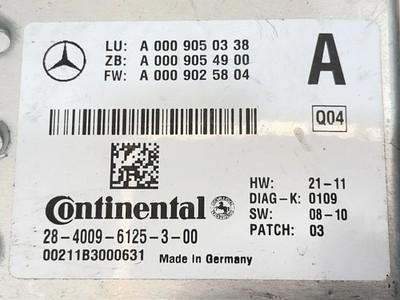 LU: A 000 905 03 38
ZB: A 000 905 49 00
FW: A 000 902 58 04
A
Q04
Continental
28-4009-6125-3-00
00211B3000631 Made in Germany
HW: 21-11
DIAG-K: 0109
SW: 08-10
PATCH: 03